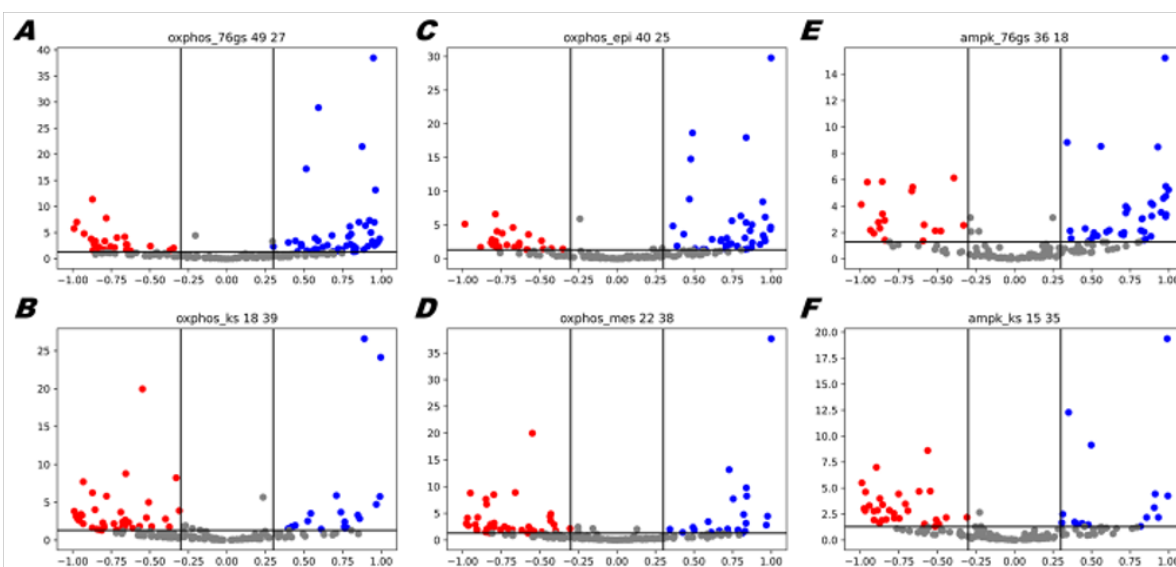 A
oxphos_76gs 49 27
40
35
30
25
20
15
10
5
0
−1.00 −0.75 −0.50 −0.25 0.00 0.25 0.50 0.75 1.00
C
oxphos_epi 40 25
30
25
20
15
10
5
0
−1.00 −0.75 −0.50 −0.25 0.00 0.25 0.50 0.75 1.00
E
ampk_76gs 36 18
14
12
10
8
6
4
2
0
−1.00 −0.75 −0.50 −0.25 0.00 0.25 0.50 0.75 1.00
B
oxphos_ks 18 39
25
20
15
10
5
0
−1.00 −0.75 −0.50 −0.25 0.00 0.25 0.50 0.75 1.00
D
oxphos_mes 22 38
35
30
25
20
15
10
5
0
−1.00 −0.75 −0.50 −0.25 0.00 0.25 0.50 0.75 1.00
F
ampk_ks 15 35
20.0
17.5
15.0
12.5
10.0
7.5
5.0
2.5
0.0
−1.00 −0.75 −0.50 −0.25 0.00 0.25 0.50 0.75 1.00